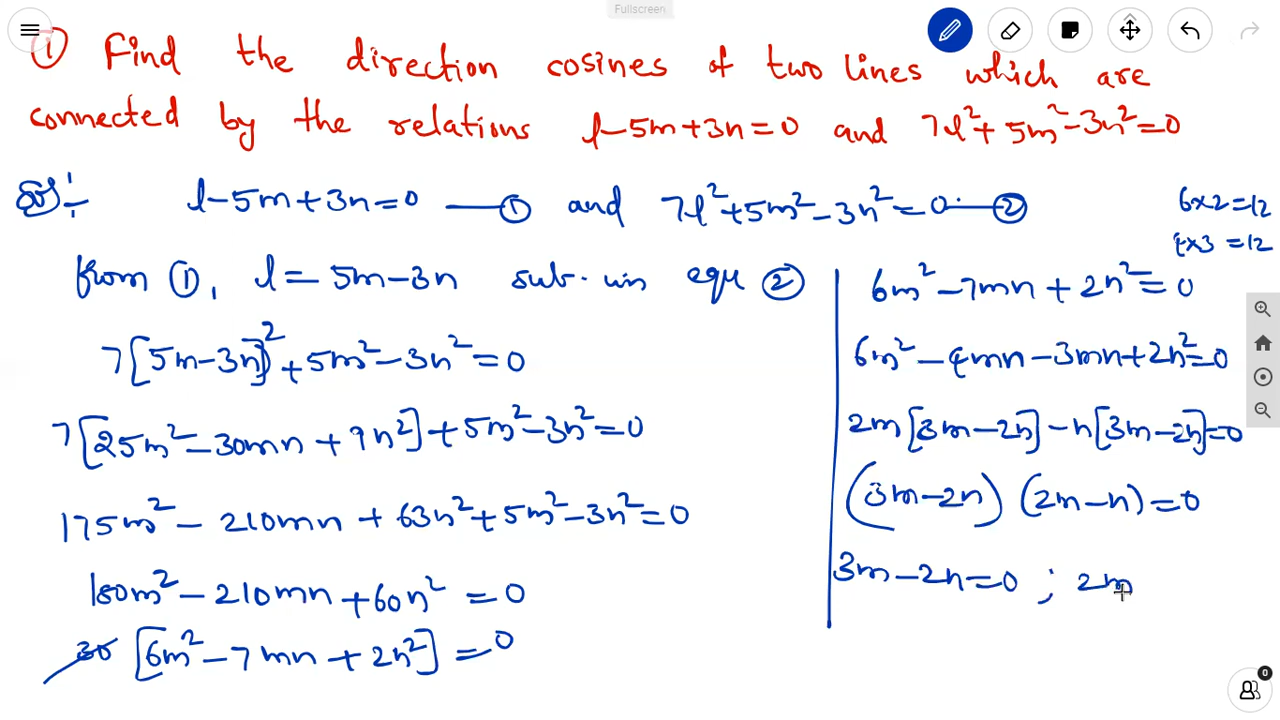 Fullscreen
① Find the direction cosines of two lines which are
connected by the relations l-5m+3n=0 and 7l²+5m²-3n²=0
Sol:- l-5m+3n=0 —① and 7l²+5m²-3n²=0 —②
6x2=12
4x3=12
from ①, l=5m-3n sub. in equ ②
7[5m-3n]²+5m²-3n²=0
7[25m²-30mn+9n²]+5m²-3n²=0
175m²-210mn+63n²+5m²-3n²=0
180m²-210mn+60n²=0
30[6m²-7mn+2n²]=0
6m²-7mn+2n²=0
6m²-4mn-3mn+2n²=0
2m[3m-2n]-n[3m-2n]=0
(3m-2n)(2m-n)=0
3m-2n=0 ; 2m
0